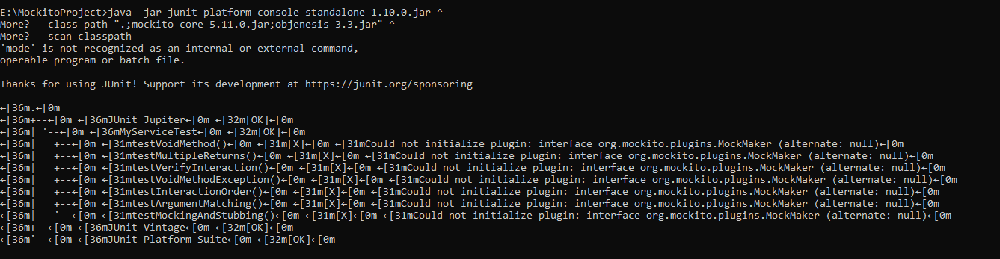 E:\MockitoProject>java -jar junit-platform-console-standalone-1.10.0.jar ^
More? --class-path ".;mockito-core-5.11.0.jar;objenesis-3.3.jar" ^
More? --scan-classpath
'mode' is not recognized as an internal or external command,
operable program or batch file.

Thanks for using JUnit! Support its development at https://junit.org/sponsoring

←[36m.←[0m
←[36m+--←[0m ←[36mJUnit Jupiter←[0m ←[32m[OK]←[0m
←[36m| '--←[0m ←[36mMyServiceTest←[0m ←[32m[OK]←[0m
←[36m|   +--←[0m ←[31mtestVoidMethod()←[0m ←[31m[X]←[0m ←[31mCould not initialize plugin: interface org.mockito.plugins.MockMaker (alternate: null)←[0m
←[36m|   +--←[0m ←[31mtestMultipleReturns()←[0m ←[31m[X]←[0m ←[31mCould not initialize plugin: interface org.mockito.plugins.MockMaker (alternate: null)←[0m
←[36m|   +--←[0m ←[31mtestVerifyInteraction()←[0m ←[31m[X]←[0m ←[31mCould not initialize plugin: interface org.mockito.plugins.MockMaker (alternate: null)←[0m
←[36m|   +--←[0m ←[31mtestVoidMethodException()←[0m ←[31m[X]←[0m ←[31mCould not initialize plugin: interface org.mockito.plugins.MockMaker (alternate: null)←[0m
←[36m|   +--←[0m ←[31mtestInteractionOrder()←[0m ←[31m[X]←[0m ←[31mCould not initialize plugin: interface org.mockito.plugins.MockMaker (alternate: null)←[0m
←[36m|   +--←[0m ←[31mtestArgumentMatching()←[0m ←[31m[X]←[0m ←[31mCould not initialize plugin: interface org.mockito.plugins.MockMaker (alternate: null)←[0m
←[36m|   '--←[0m ←[31mtestMockingAndStubbing()←[0m ←[31m[X]←[0m ←[31mCould not initialize plugin: interface org.mockito.plugins.MockMaker (alternate: null)←[0m
←[36m+--←[0m ←[36mJUnit Vintage←[0m ←[32m[OK]←[0m
←[36m'--←[0m ←[36mJUnit Platform Suite←[0m ←[32m[OK]←[0m